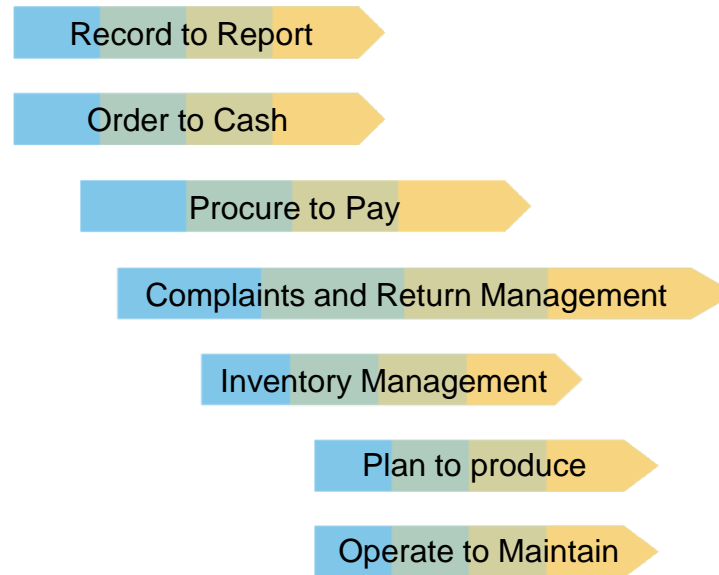 Record to Report
Order to Cash
Procure to Pay
Complaints and Return Management
Inventory Management
Plan to produce
Operate to Maintain